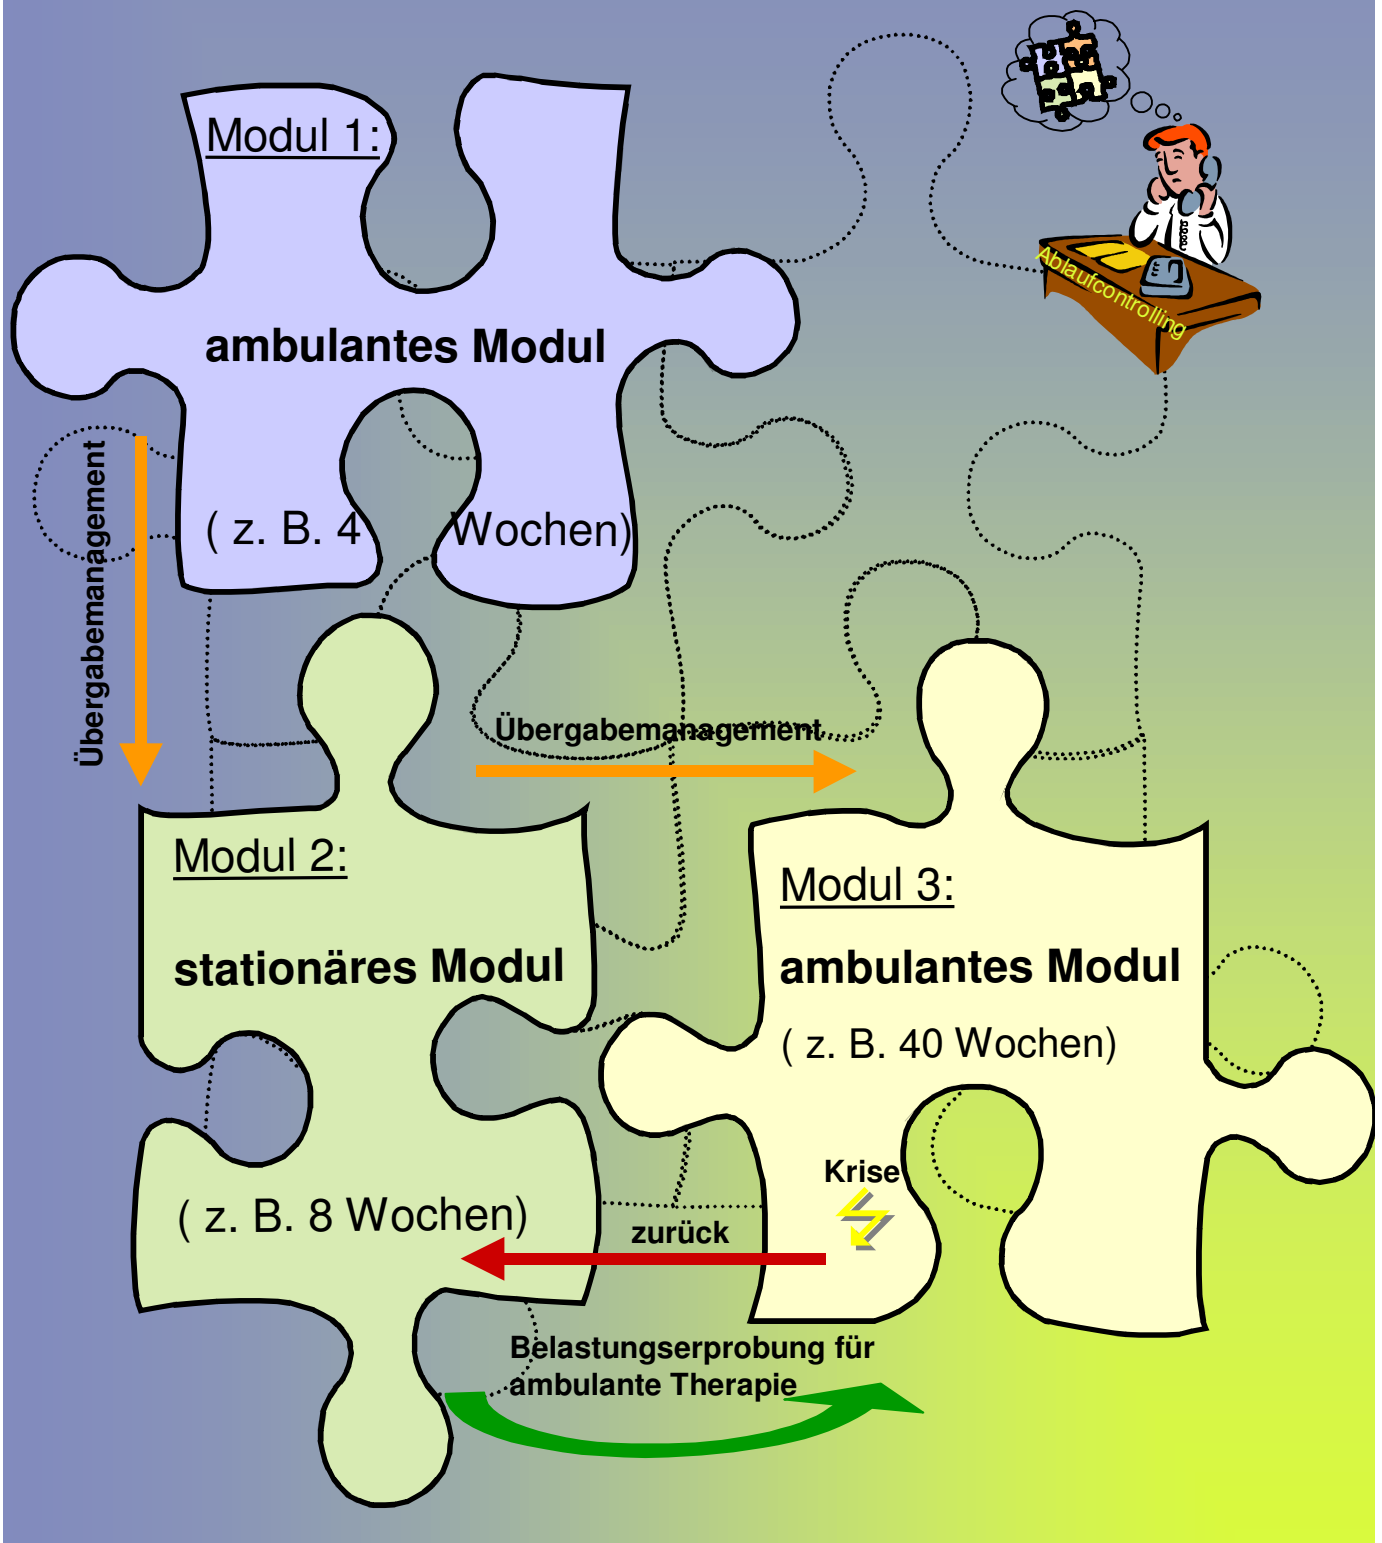 Modul 1:
ambulantes Modul
( z. B. 4 Wochen)
Ablaufcontrolling
Übergabemanagement
Übergabemanagement
Modul 2:
stationäres Modul
( z. B. 8 Wochen)
Modul 3:
ambulantes Modul
( z. B. 40 Wochen)
Krise
zurück
Belastungserprobung für
ambulante Therapie